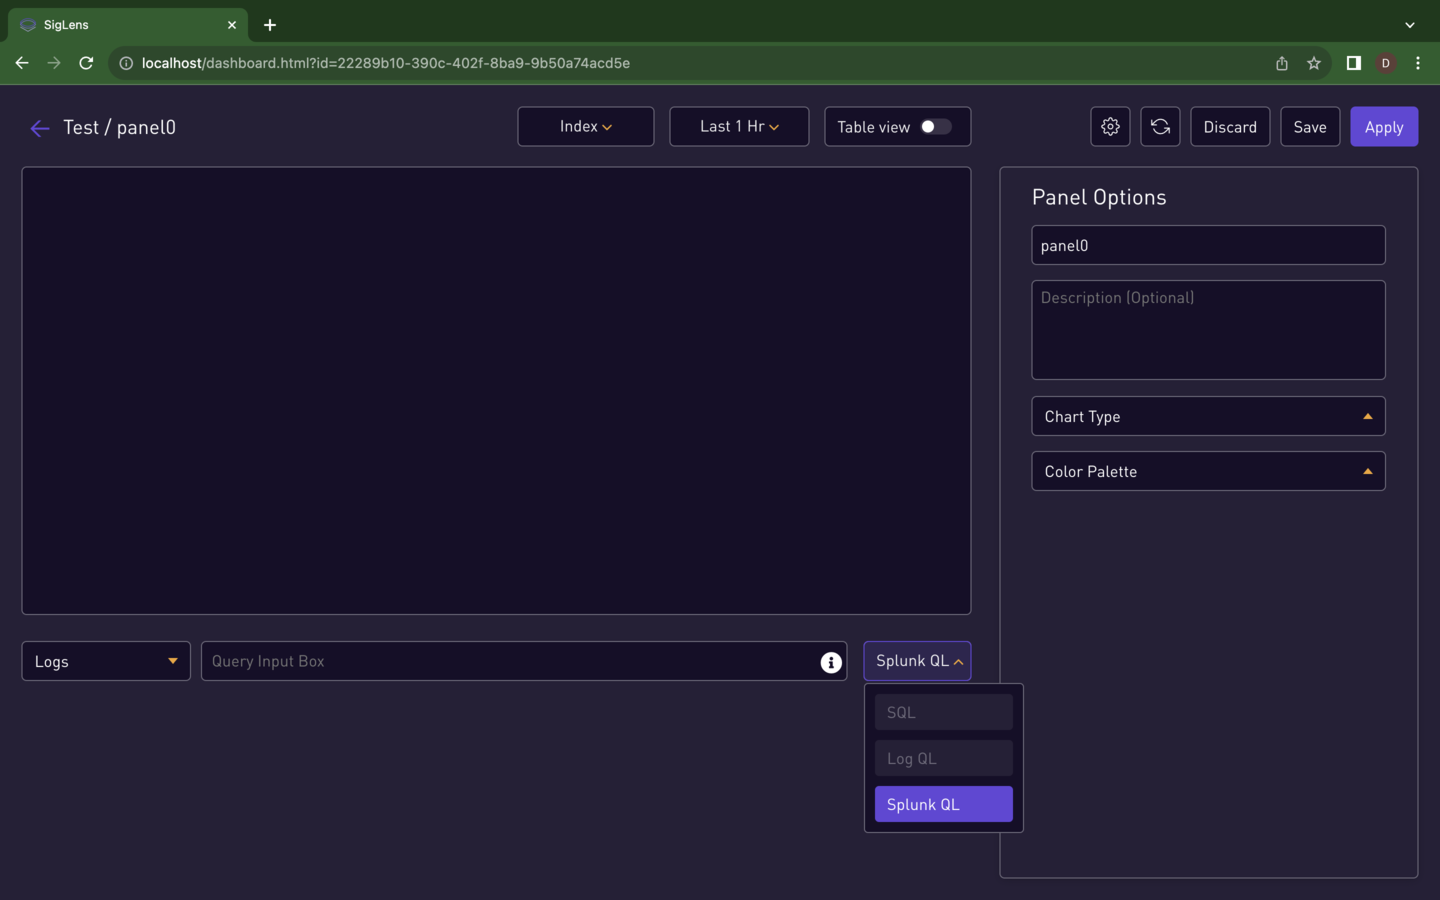 SigLens
localhost/dashboard.html?id=22289b10-390c-402f-8ba9-9b50a74acd5e
D
Test / panel0
Index
Last 1 Hr
Table view
Discard
Save
Apply
Panel Options
panel0
Description (Optional)
Chart Type
Color Palette
Logs
Query Input Box
Splunk QL
SQL
Log QL
Splunk QL